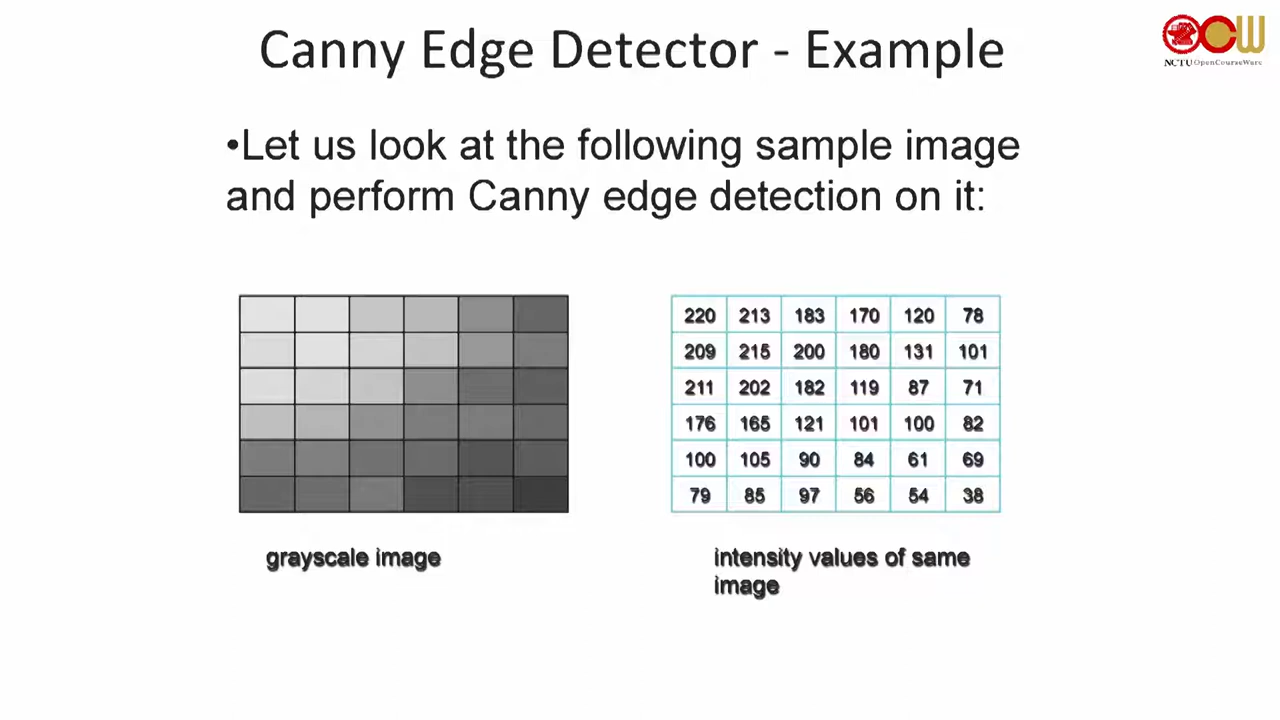 Canny Edge Detector - Example
NCTU OpenCourseWare
•Let us look at the following sample image
and perform Canny edge detection on it:
220 213 183 170 120 78
209 215 200 180 131 101
211 202 182 119 87 71
176 165 121 101 100 82
100 105 90 84 61 69
79 85 97 56 54 38
grayscale image
intensity values of same
image